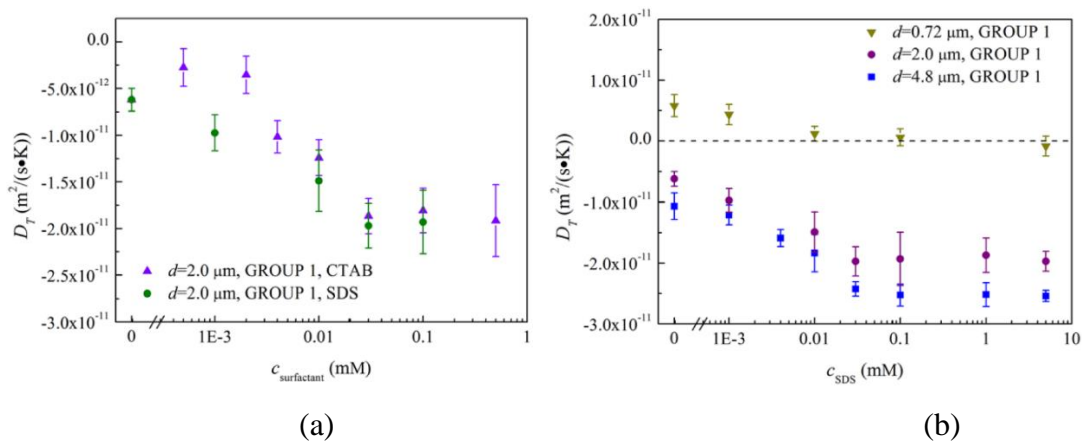 0.0
-5.0x10⁻¹²
-1.0x10⁻¹¹
-1.5x10⁻¹¹
-2.0x10⁻¹¹
-2.5x10⁻¹¹
-3.0x10⁻¹¹
D_T (m²/(s•K))
d=2.0 μm, GROUP 1, CTAB
d=2.0 μm, GROUP 1, SDS
0 1E-3 0.01 0.1 1
c_surfactant (mM)
(a)
2.0x10⁻¹¹
1.0x10⁻¹¹
0.0
-1.0x10⁻¹¹
-2.0x10⁻¹¹
-3.0x10⁻¹¹
D_T (m²/(s•K))
d=0.72 μm, GROUP 1
d=2.0 μm, GROUP 1
d=4.8 μm, GROUP 1
0 1E-3 0.01 0.1 1 10
c_SDS (mM)
(b)